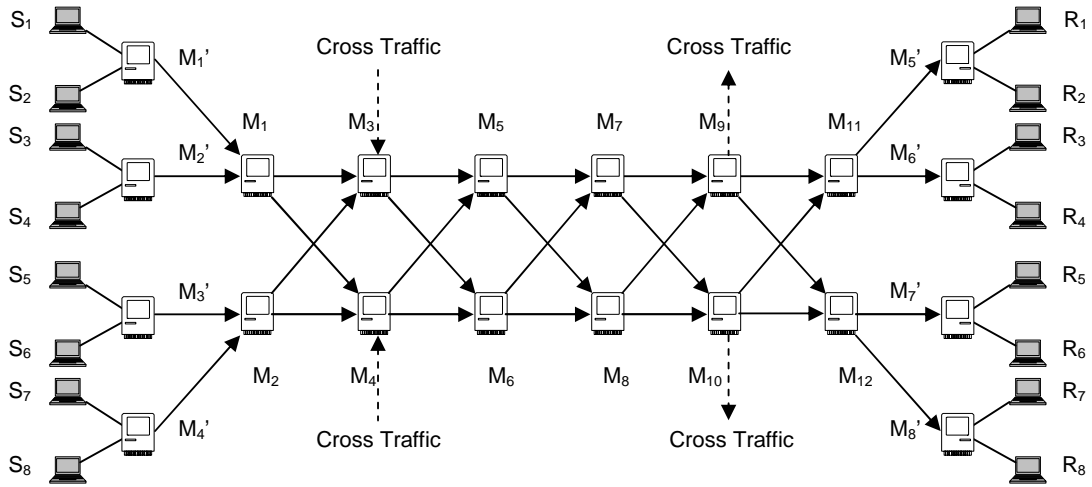 S1
R1
Cross Traffic
Cross Traffic
M1'
M5'
S2
R2
M1
M3
M5
M7
M9
M11
S3
M2'
M6'
R3
S4
R4
S5
R5
M3'
M7'
S6
R6
M2
M4
M6
M8
M10
M12
S7
R7
M4'
M8'
Cross Traffic
Cross Traffic
S8
R8